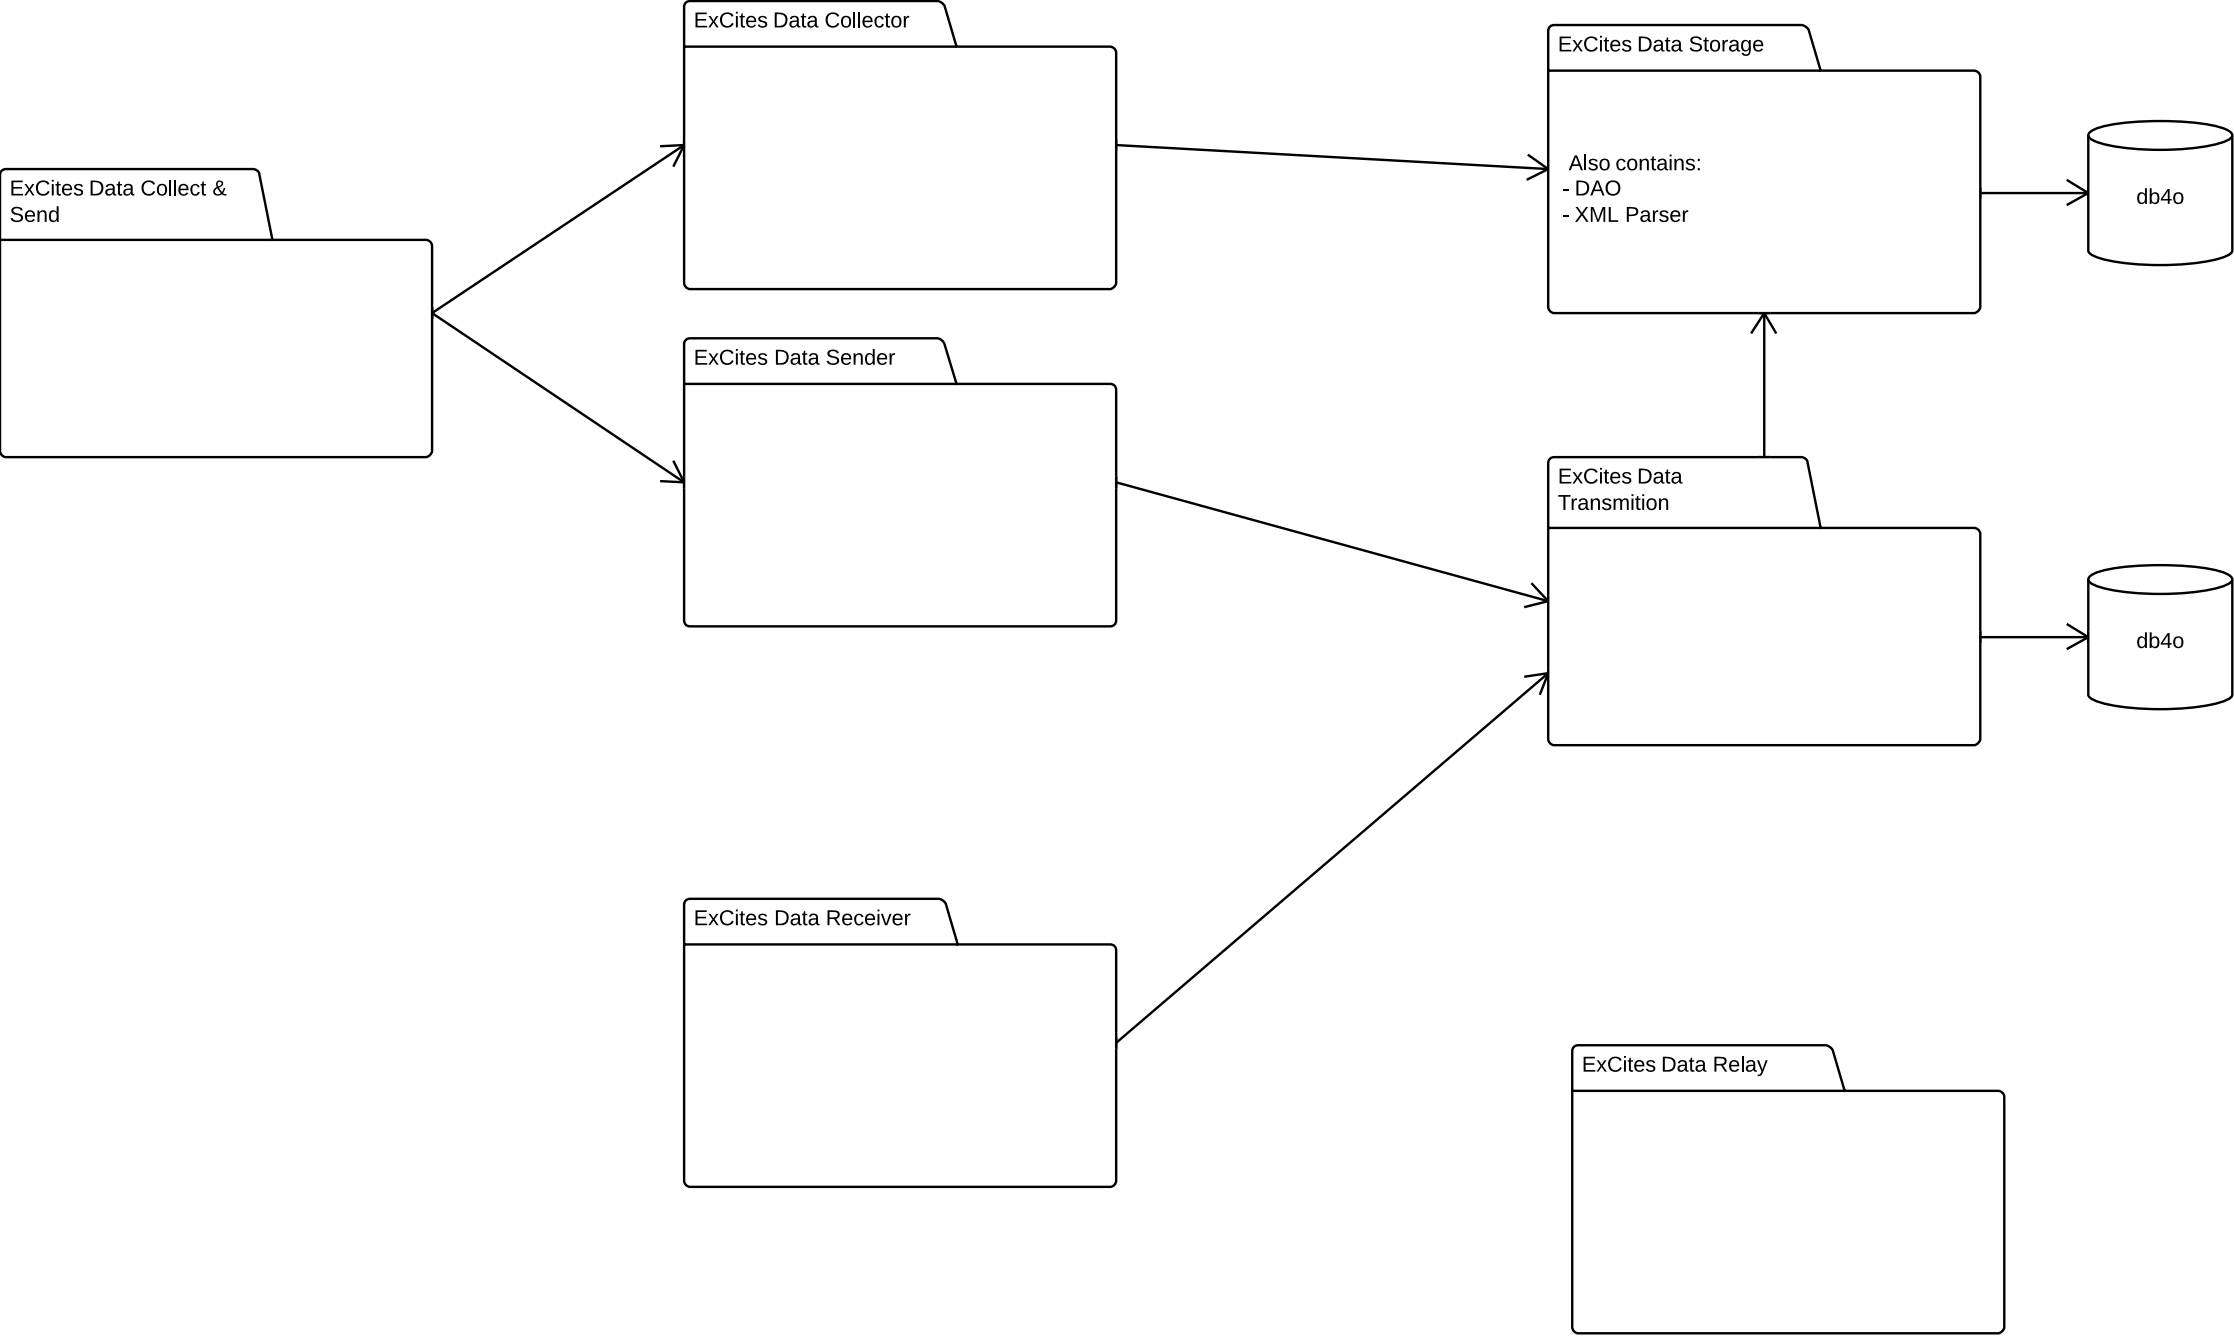 ExCites Data Collector
ExCites Data Storage
ExCites Data Collect &
Send
Also contains:
- DAO
- XML Parser
db4o
ExCites Data Sender
ExCites Data
Transmition
db4o
ExCites Data Receiver
ExCites Data Relay